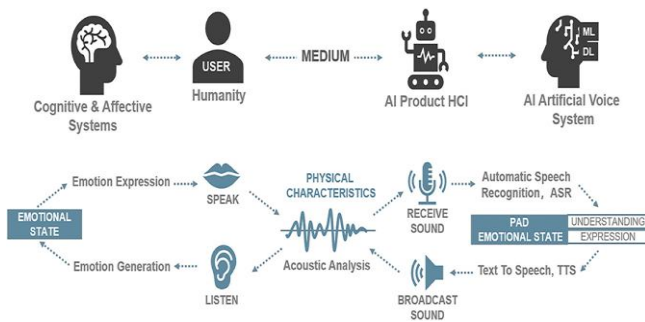 ML
DL
USER
MEDIUM
Cognitive & Affective
Systems
Humanity
AI Product HCI
AI Artificial Voice
System
Emotion Expression
SPEAK
PHYSICAL
CHARACTERISTICS
RECEIVE
SOUND
Automatic Speech
Recognition, ASR
EMOTIONAL
STATE
PAD
EMOTIONAL STATE
UNDERSTANDING
EXPRESSION
Emotion Generation
LISTEN
Acoustic Analysis
BROADCAST
SOUND
Text To Speech, TTS